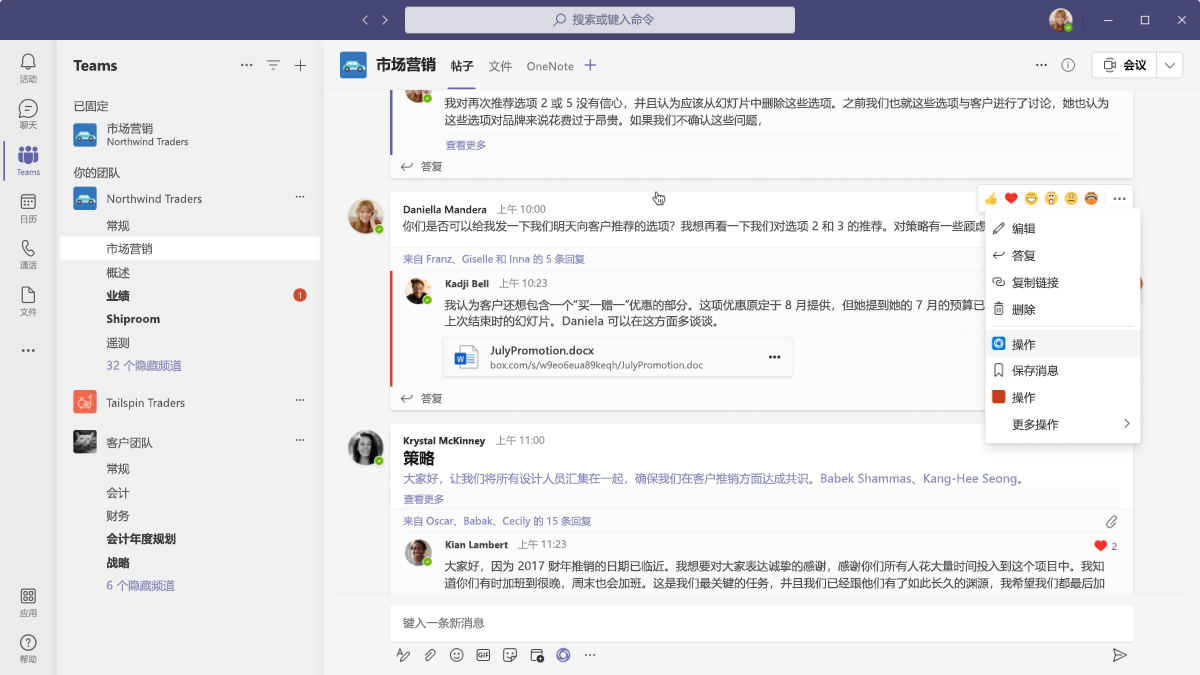 搜索或键入命令
活动
聊天
Teams
日历
通话
文件
应用
帮助
Teams
已固定
市场营销
Northwind Traders
你的团队
Northwind Traders
常规
市场营销
概述
业绩
1
Shiproom
遥测
32 个隐藏频道
Tailspin Traders
客户团队
常规
会计
财务
会计年度规划
战略
6 个隐藏频道
市场营销
帖子
文件
OneNote
会议
我对再次推荐选项 2 或 5 没有信心，并且认为应该从幻灯片中删除这些选项。之前我们也就这些选项与客户进行了讨论，她也认为
这些选项对品牌来说花费过于昂贵。如果我们不确认这些问题，
查看更多
答复
Daniella Mandera 上午 10:00
你们是否可以给我发一下我们明天向客户推荐的选项？我想再看一下我们对选项 2 和 3 的推荐。对策略有一些顾虑
来自 Franz、Giselle 和 Inna 的 5 条回复
Kadji Bell 上午 10:23
我认为客户还想包含一个“买一赠一”优惠的部分。这项优惠原定于 8 月提供，但她提到她的 7 月的预算已
上次结束时的幻灯片。Daniela 可以在这方面多谈谈。
JulyPromotion.docx
box.com/s/w9eo6eua89keqh/JulyPromotion.doc
答复
编辑
答复
复制链接
删除
操作
保存消息
操作
更多操作
Krystal McKinney 上午 11:00
策略
大家好，让我们将所有设计人员汇集在一起，确保我们在客户推销方面达成共识。Babek Shammas、Kang-Hee Seong。
查看更多
来自 Oscar、Babak、Cecily 的 15 条回复
Kian Lambert 上午 11:23
2
大家好，因为 2017 财年推销的日期已临近。我想要对大家表达诚挚的感谢，感谢你们所有人花大量时间投入到这个项目中。我知
道你们有时加班到很晚，周末也会加班。这是我们最关键的任务，并且我们已经跟他们有了如此长久的渊源，我希望我们都最后加
键入一条新消息
GIF